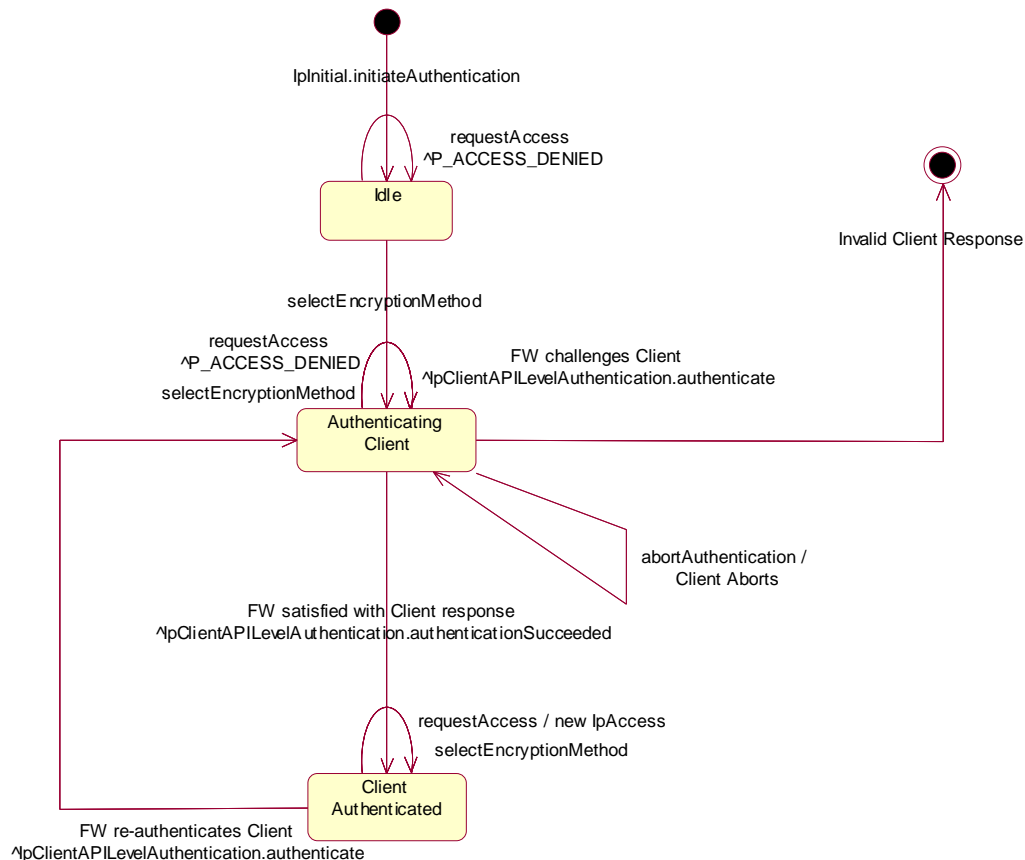 IpInitial.initiateAuthentication
requestAccess
^P_ACCESS_DENIED
Idle
Invalid Client Response
selectEncryptionMethod
requestAccess
^P_ACCESS_DENIED
selectEncryptionMethod
FW challenges Client
^IpClientAPILevelAuthentication.authenticate
Authenticating
Client
abortAuthentication /
Client Aborts
FW satisfied with Client response
^IpClientAPILevelAuthentication.authenticationSucceeded
requestAccess / new IpAccess
selectEncryptionMethod
Client
Authenticated
FW re-authenticates Client
^IpClientAPILevelAuthentication.authenticate